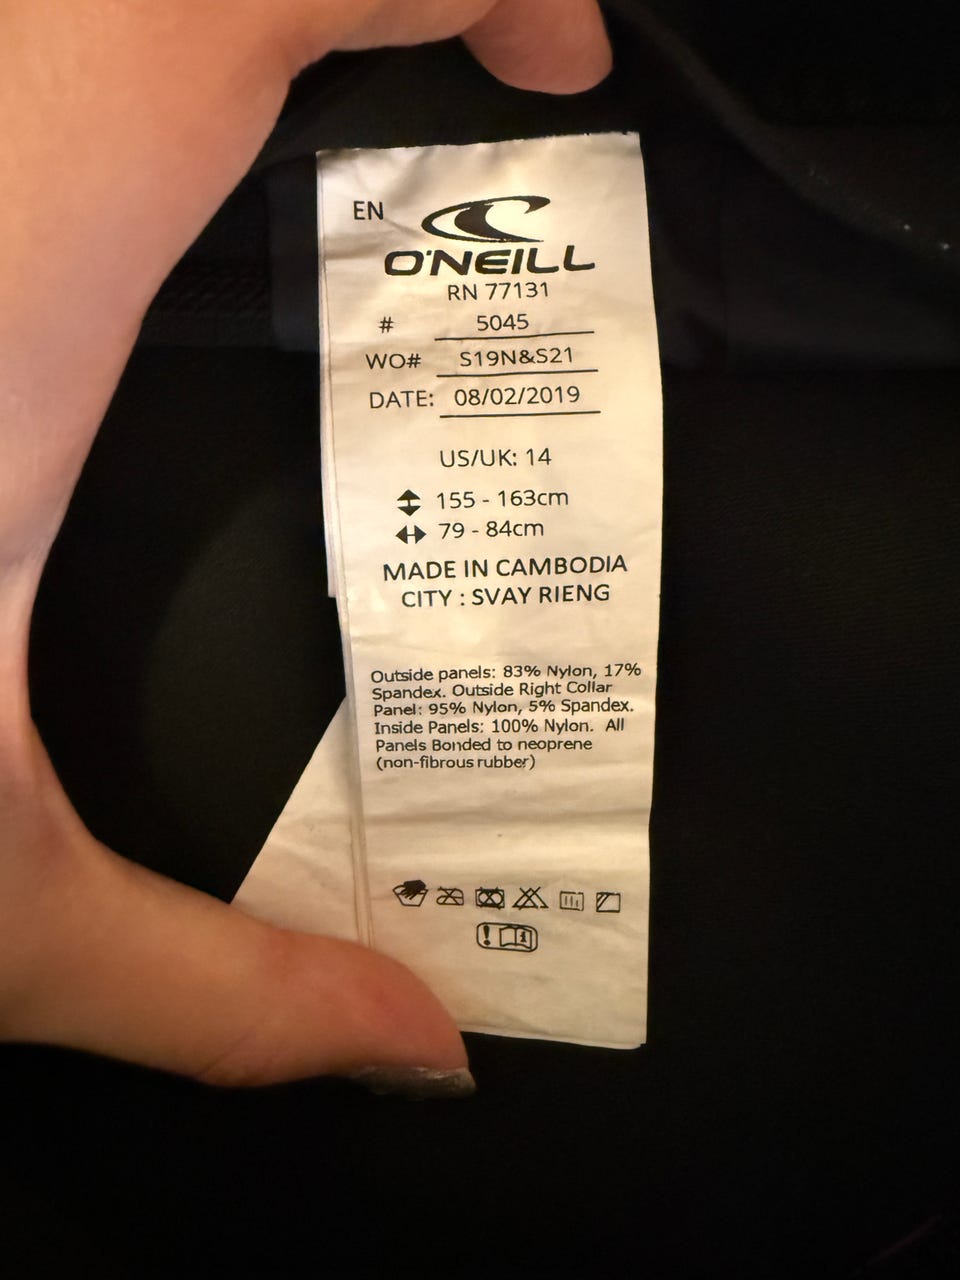 EN
O'NEILL
RN 77131
# 5045
WO# S19N&S21
DATE: 08/02/2019
US/UK: 14
155 - 163cm
79 - 84cm
MADE IN CAMBODIA
CITY : SVAY RIENG
Outside panels: 83% Nylon, 17%
Spandex. Outside Right Collar
Panel: 95% Nylon, 5% Spandex.
Inside Panels: 100% Nylon. All
Panels Bonded to neoprene
(non-fibrous rubber)